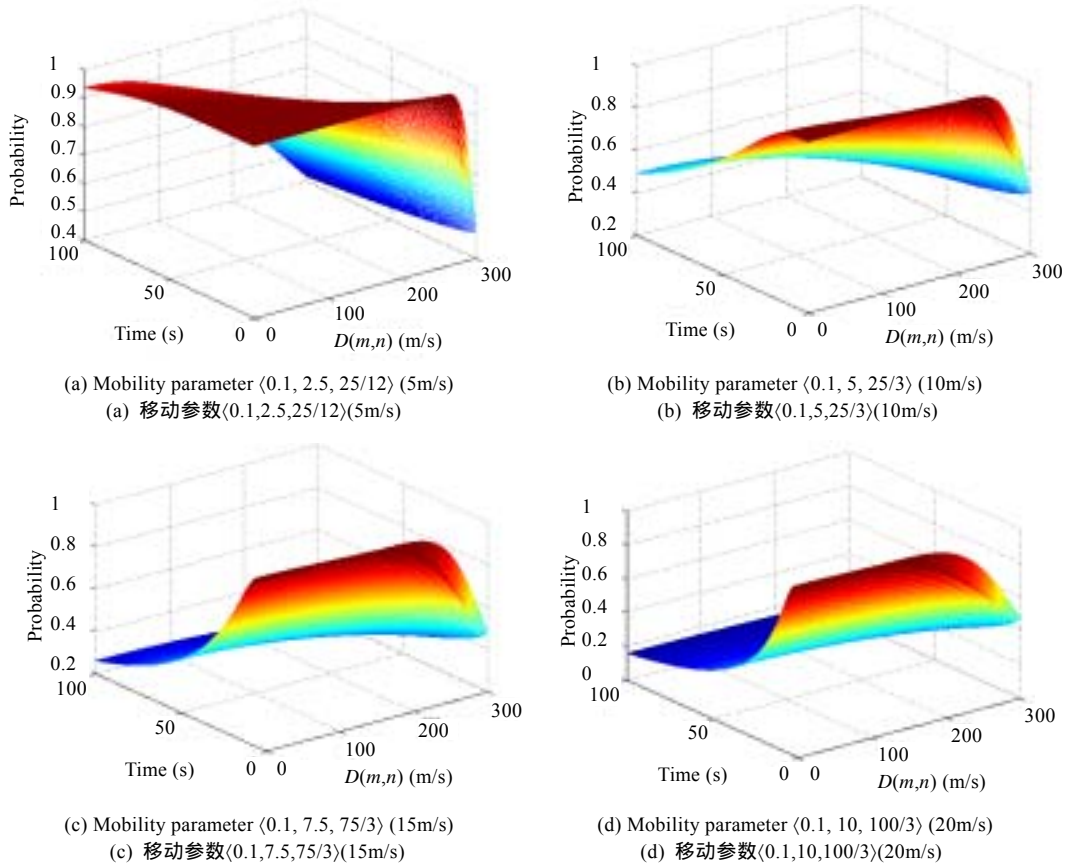 1
0.9
0.8
0.7
0.6
0.5
0.4
Probability
100
50
0
Time (s)
0
100
200
300
D(m,n) (m/s)
(a) Mobility parameter ⟨0.1, 2.5, 25/12⟩ (5m/s)
(a) 移动参数⟨0.1,2.5,25/12⟩(5m/s)
1
0.8
0.6
0.4
0.2
Probability
100
50
0
Time (s)
0
100
200
300
D(m,n) (m/s)
(b) Mobility parameter ⟨0.1, 5, 25/3⟩ (10m/s)
(b) 移动参数⟨0.1,5,25/3⟩(10m/s)
1
0.8
0.6
0.4
0.2
Probability
100
50
0
Time (s)
0
100
200
300
D(m,n) (m/s)
(c) Mobility parameter ⟨0.1, 7.5, 75/3⟩ (15m/s)
(c) 移动参数⟨0.1,7.5,75/3⟩(15m/s)
1
0.8
0.6
0.4
0.2
0
Probability
100
50
0
Time (s)
0
100
200
300
D(m,n) (m/s)
(d) Mobility parameter ⟨0.1, 10, 100/3⟩ (20m/s)
(d) 移动参数⟨0.1,10,100/3⟩(20m/s)